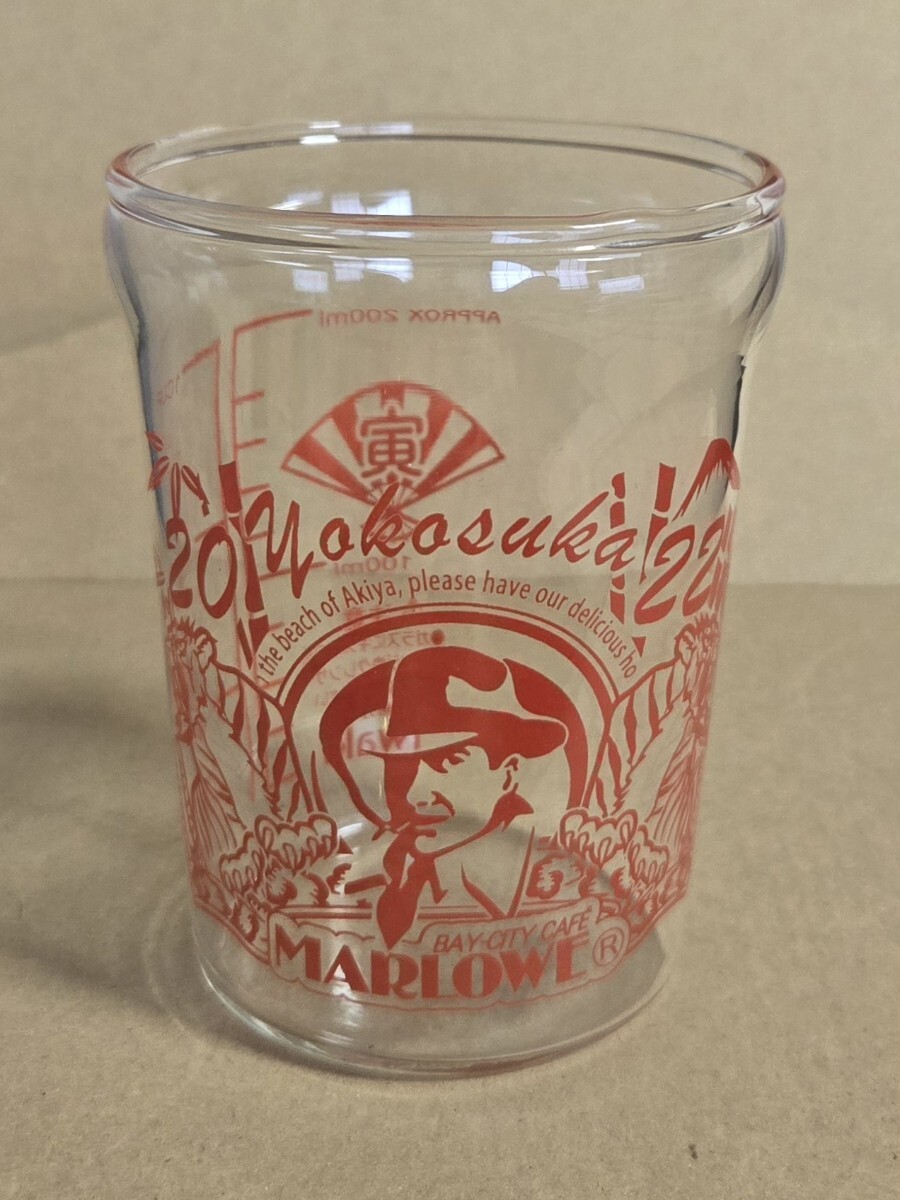 APPROX 200ml
寅
Yokosuka
20 22
100ml
the beach of Akiya, please have our delicious ho
BAY-CITY CAFÉ
MARLOWE®